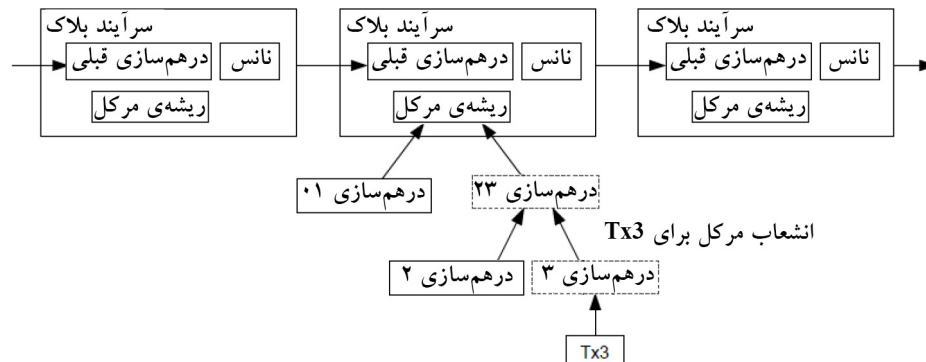 سرآیند بلاک
سرآیند بلاک
سرآیند بلاک
درهم‌سازی قبلی
نانس
درهم‌سازی قبلی
نانس
درهم‌سازی قبلی
نانس
ریشه‌ی مرکل
ریشه‌ی مرکل
ریشه‌ی مرکل
درهم‌سازی ۰۱
درهم‌سازی ۲۳
انشعاب مرکل برای Tx3
درهم‌سازی ۲
درهم‌سازی ۳
Tx3